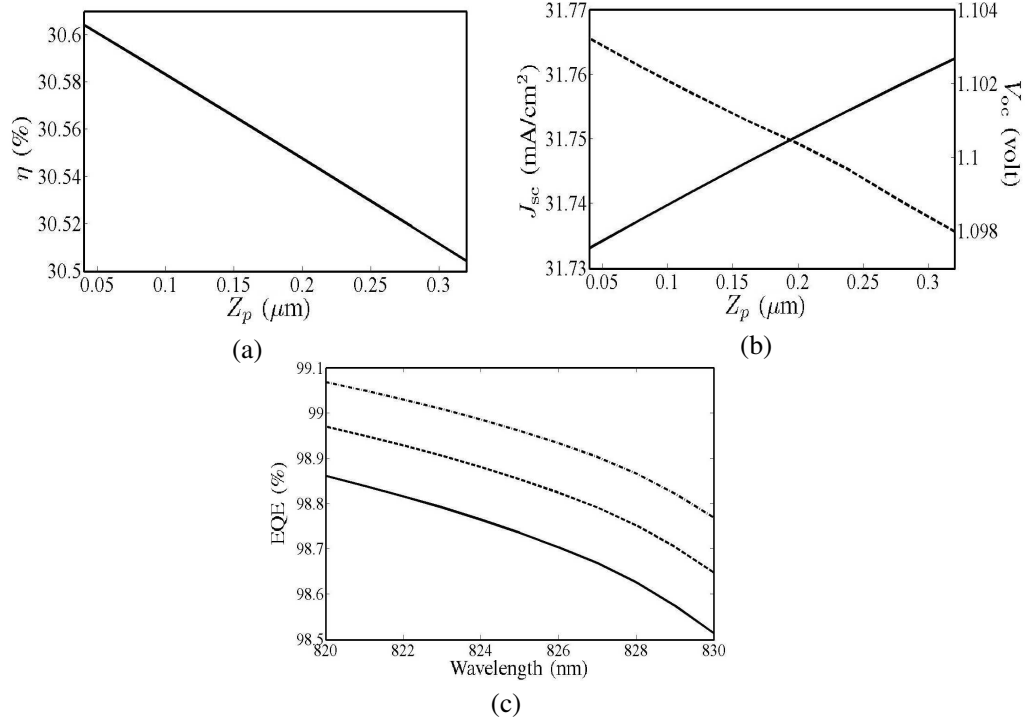 30.6
30.58
30.56
30.54
30.52
30.5
η (%)
0.05 0.1 0.15 0.2 0.25 0.3
Z_p (μm)
(a)
31.77
31.76
31.75
31.74
31.73
J_sc (mA/cm²)
1.104
1.102
1.1
1.098
V_oc (volt)
0.05 0.1 0.15 0.2 0.25 0.3
Z_p (μm)
(b)
99.1
99
98.9
98.8
98.7
98.6
98.5
EQE (%)
820 822 824 826 828 830
Wavelength (nm)
(c)